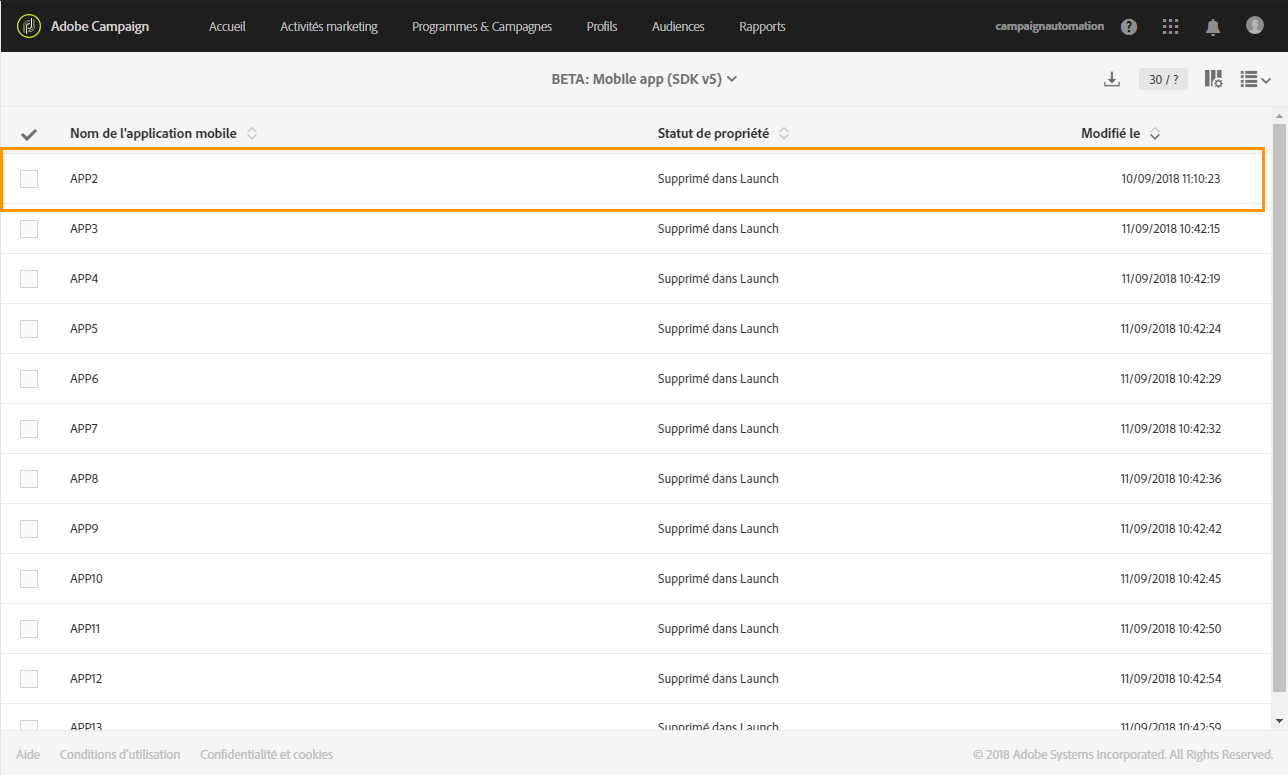 Adobe Campaign Accueil Activités marketing Programmes & Campagnes Profils Audiences Rapports campaignautomation ?
BETA: Mobile app (SDK v5) 30 / ?
Nom de l'application mobile Statut de propriété Modifié le
APP2 Supprimé dans Launch 10/09/2018 11:10:23
APP3 Supprimé dans Launch 11/09/2018 10:42:15
APP4 Supprimé dans Launch 11/09/2018 10:42:19
APP5 Supprimé dans Launch 11/09/2018 10:42:24
APP6 Supprimé dans Launch 11/09/2018 10:42:29
APP7 Supprimé dans Launch 11/09/2018 10:42:32
APP8 Supprimé dans Launch 11/09/2018 10:42:36
APP9 Supprimé dans Launch 11/09/2018 10:42:42
APP10 Supprimé dans Launch 11/09/2018 10:42:45
APP11 Supprimé dans Launch 11/09/2018 10:42:50
APP12 Supprimé dans Launch 11/09/2018 10:42:54
APP13 Supprimé dans Launch 11/09/2018 10:42:59
Aide Conditions d'utilisation Confidentialité et cookies © 2018 Adobe Systems Incorporated. All Rights Reserved.